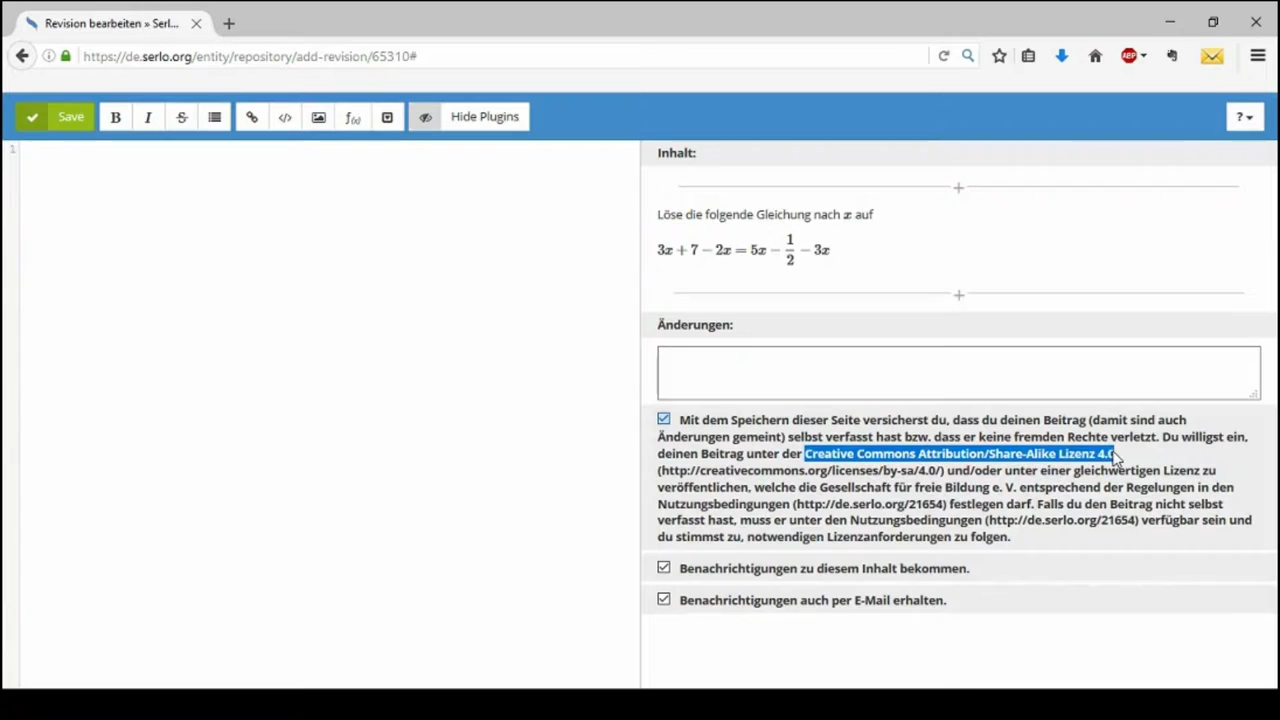 Revision bearbeiten » Serl...
https://de.serlo.org/entity/repository/add-revision/65310#
ABP
Save B I S </> f(x) Hide Plugins ?
1
Inhalt:
+
Löse die folgende Gleichung nach x auf
3x + 7 − 2x = 5x − 1/2 − 3x
+
Änderungen:
Mit dem Speichern dieser Seite versicherst du, dass du deinen Beitrag (damit sind auch
Änderungen gemeint) selbst verfasst hast bzw. dass er keine fremden Rechte verletzt. Du willigst ein,
deinen Beitrag unter der Creative Commons Attribution/Share-Alike Lizenz 4.0
(http://creativecommons.org/licenses/by-sa/4.0/) und/oder unter einer gleichwertigen Lizenz zu
veröffentlichen, welche die Gesellschaft für freie Bildung e. V. entsprechend der Regelungen in den
Nutzungsbedingungen (http://de.serlo.org/21654) festlegen darf. Falls du den Beitrag nicht selbst
verfasst hast, muss er unter den Nutzungsbedingungen (http://de.serlo.org/21654) verfügbar sein und
du stimmst zu, notwendigen Lizenzanforderungen zu folgen.
Benachrichtigungen zu diesem Inhalt bekommen.
Benachrichtigungen auch per E-Mail erhalten.